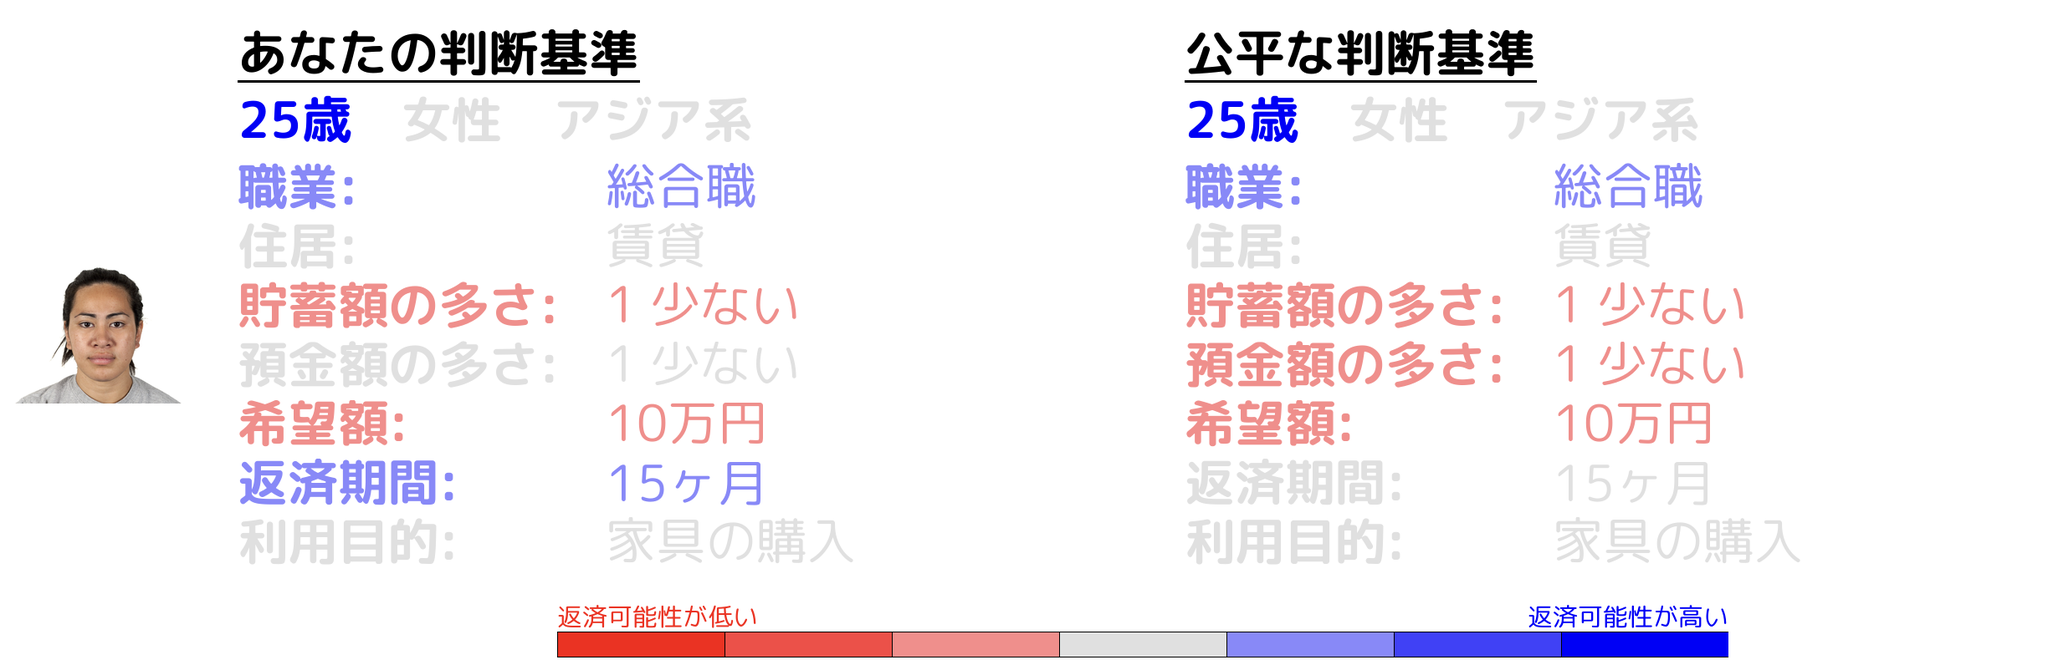 あなたの判断基準
25歳 女性 アジア系
職業: 総合職
住居: 賃貸
貯蓄額の多さ: 1 少ない
預金額の多さ: 1 少ない
希望額: 10万円
返済期間: 15ヶ月
利用目的: 家具の購入
公平な判断基準
25歳 女性 アジア系
職業: 総合職
住居: 賃貸
貯蓄額の多さ: 1 少ない
預金額の多さ: 1 少ない
希望額: 10万円
返済期間: 15ヶ月
利用目的: 家具の購入
返済可能性が低い
返済可能性が高い